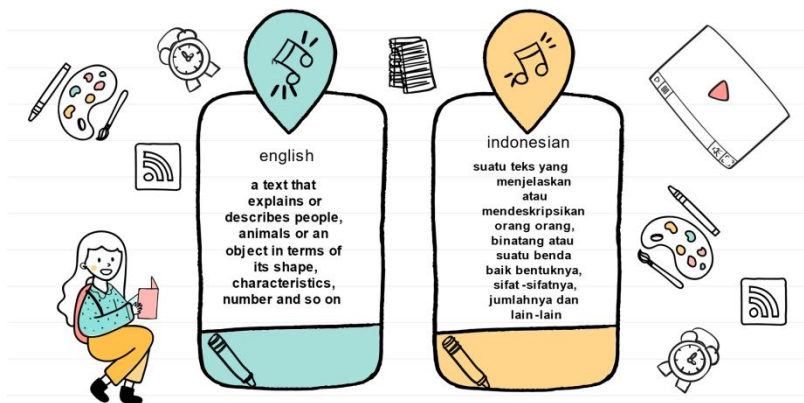 english
a text that
explains or
describes people,
animals or an
object in terms of
its shape,
characteristics,
number and so on
indonesian
suatu teks yang
menjelaskan
atau
mendeskripsikan
orang orang,
binatang atau
suatu benda
baik bentuknya,
sifat-sifatnya,
jumlahnya dan
lain-lain